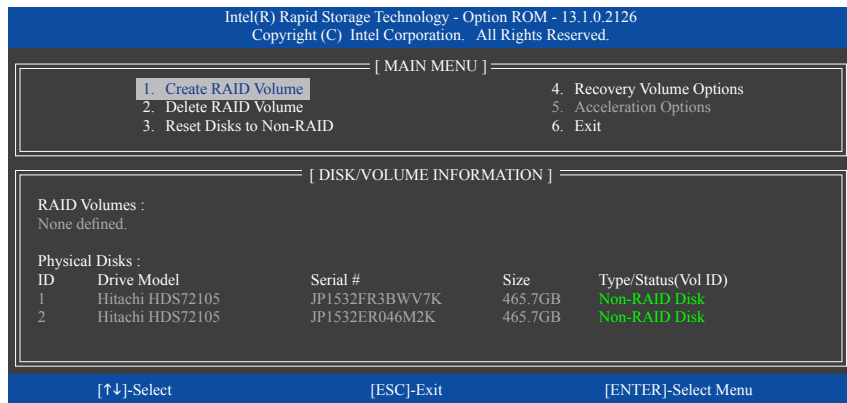 Intel(R) Rapid Storage Technology - Option ROM - 13.1.0.2126
Copyright (C) Intel Corporation. All Rights Reserved.
[ MAIN MENU ]
1. Create RAID Volume
2. Delete RAID Volume
3. Reset Disks to Non-RAID
4. Recovery Volume Options
5. Acceleration Options
6. Exit
[ DISK/VOLUME INFORMATION ]
RAID Volumes :
None defined.
Physical Disks :
ID Drive Model Serial # Size Type/Status(Vol ID)
1 Hitachi HDS72105 JP1532FR3BWV7K 465.7GB Non-RAID Disk
2 Hitachi HDS72105 JP1532ER046M2K 465.7GB Non-RAID Disk
[↑↓]-Select [ESC]-Exit [ENTER]-Select Menu